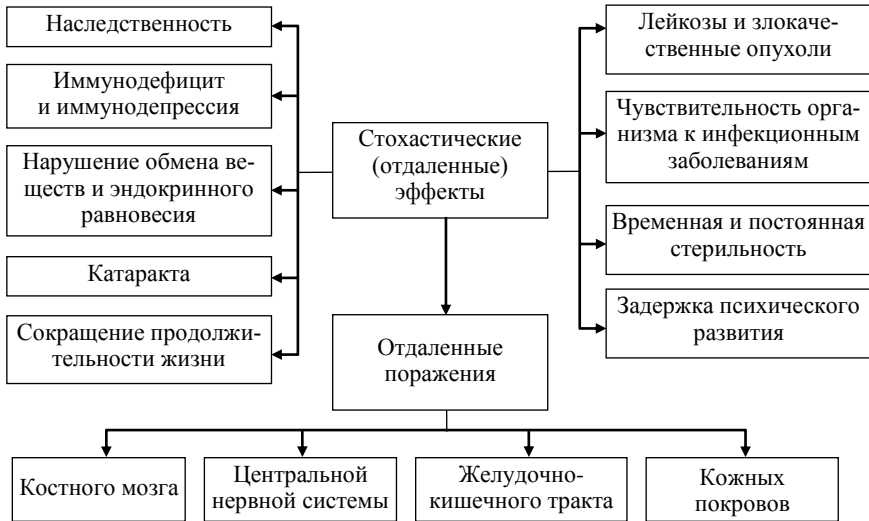 Наследственность
Иммунодефицит
и иммунодепрессия
Нарушение обмена ве-
ществ и эндокринного
равновесия
Катаракта
Сокращение продолжи-
тельности жизни
Стохастические
(отдаленные)
эффекты
Лейкозы и злокаче-
ственные опухоли
Чувствительность орга-
низма к инфекционным
заболеваниям
Временная и постоянная
стерильность
Задержка психического
развития
Отдаленные
поражения
Костного мозга
Центральной
нервной системы
Желудочно-
кишечного тракта
Кожных
покровов